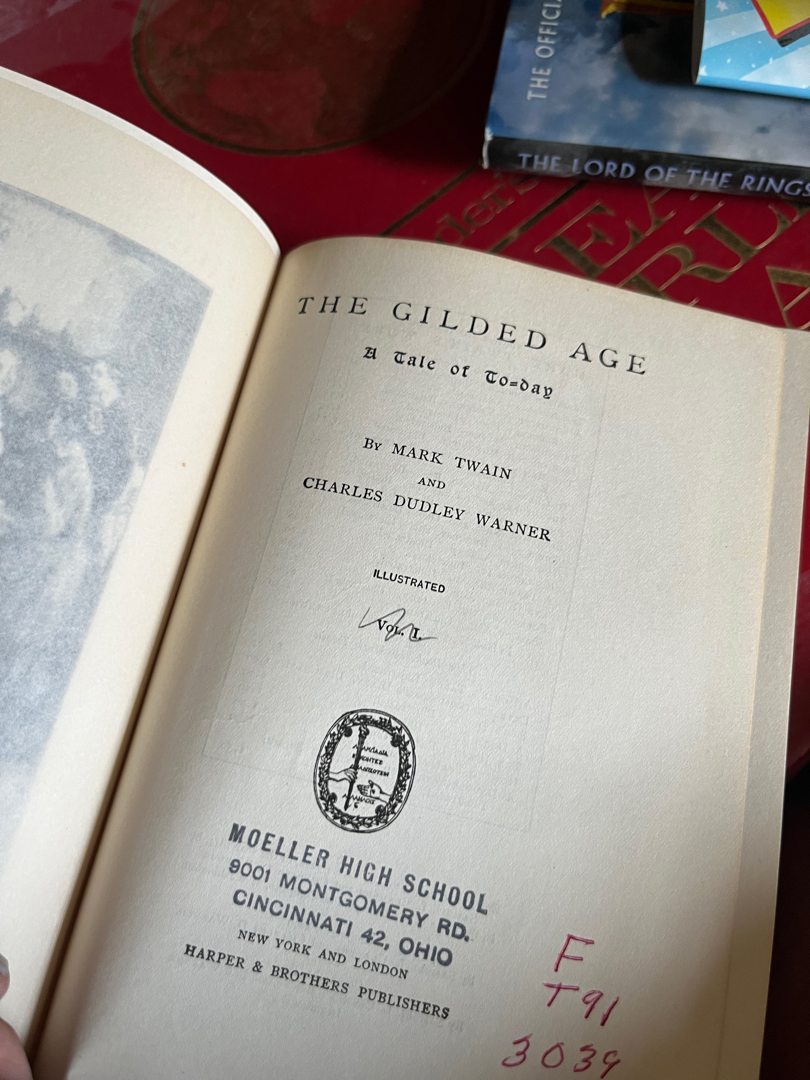 THE OFFICI
THE LORD OF THE RINGS
THE GILDED AGE
A Tale of To=day
By MARK TWAIN
AND
CHARLES DUDLEY WARNER
ILLUSTRATED
VOL. I.
MOELLER HIGH SCHOOL
9001 MONTGOMERY RD.
CINCINNATI 42, OHIO
NEW YORK AND LONDON
HARPER & BROTHERS PUBLISHERS
F
T91
3039